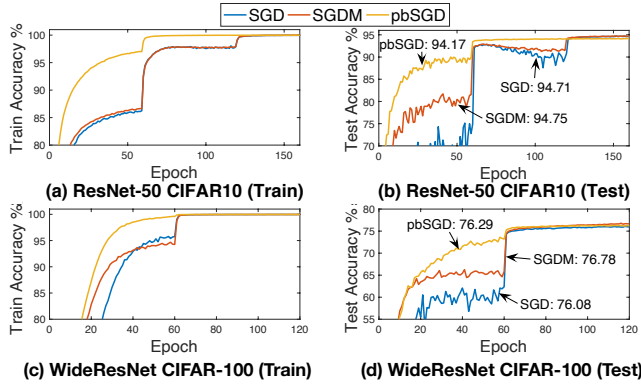 SGD SGDM pbSGD
Train Accuracy %
100
95
90
85
80
0 50 100 150
Epoch
(a) ResNet-50 CIFAR10 (Train)
Test Accuracy %
95
90
85
80
75
70
0 50 100 150
pbSGD: 94.17
SGD: 94.71
SGDM: 94.75
Epoch
(b) ResNet-50 CIFAR10 (Test)
Train Accuracy %
100
95
90
85
80
0 20 40 60 80 100 120
Epoch
(c) WideResNet CIFAR-100 (Train)
Test Accuracy %
80
75
70
65
60
55
20 40 60 80 100 120
pbSGD: 76.29
SGDM: 76.78
SGD: 76.08
Epoch
(d) WideResNet CIFAR-100 (Test)